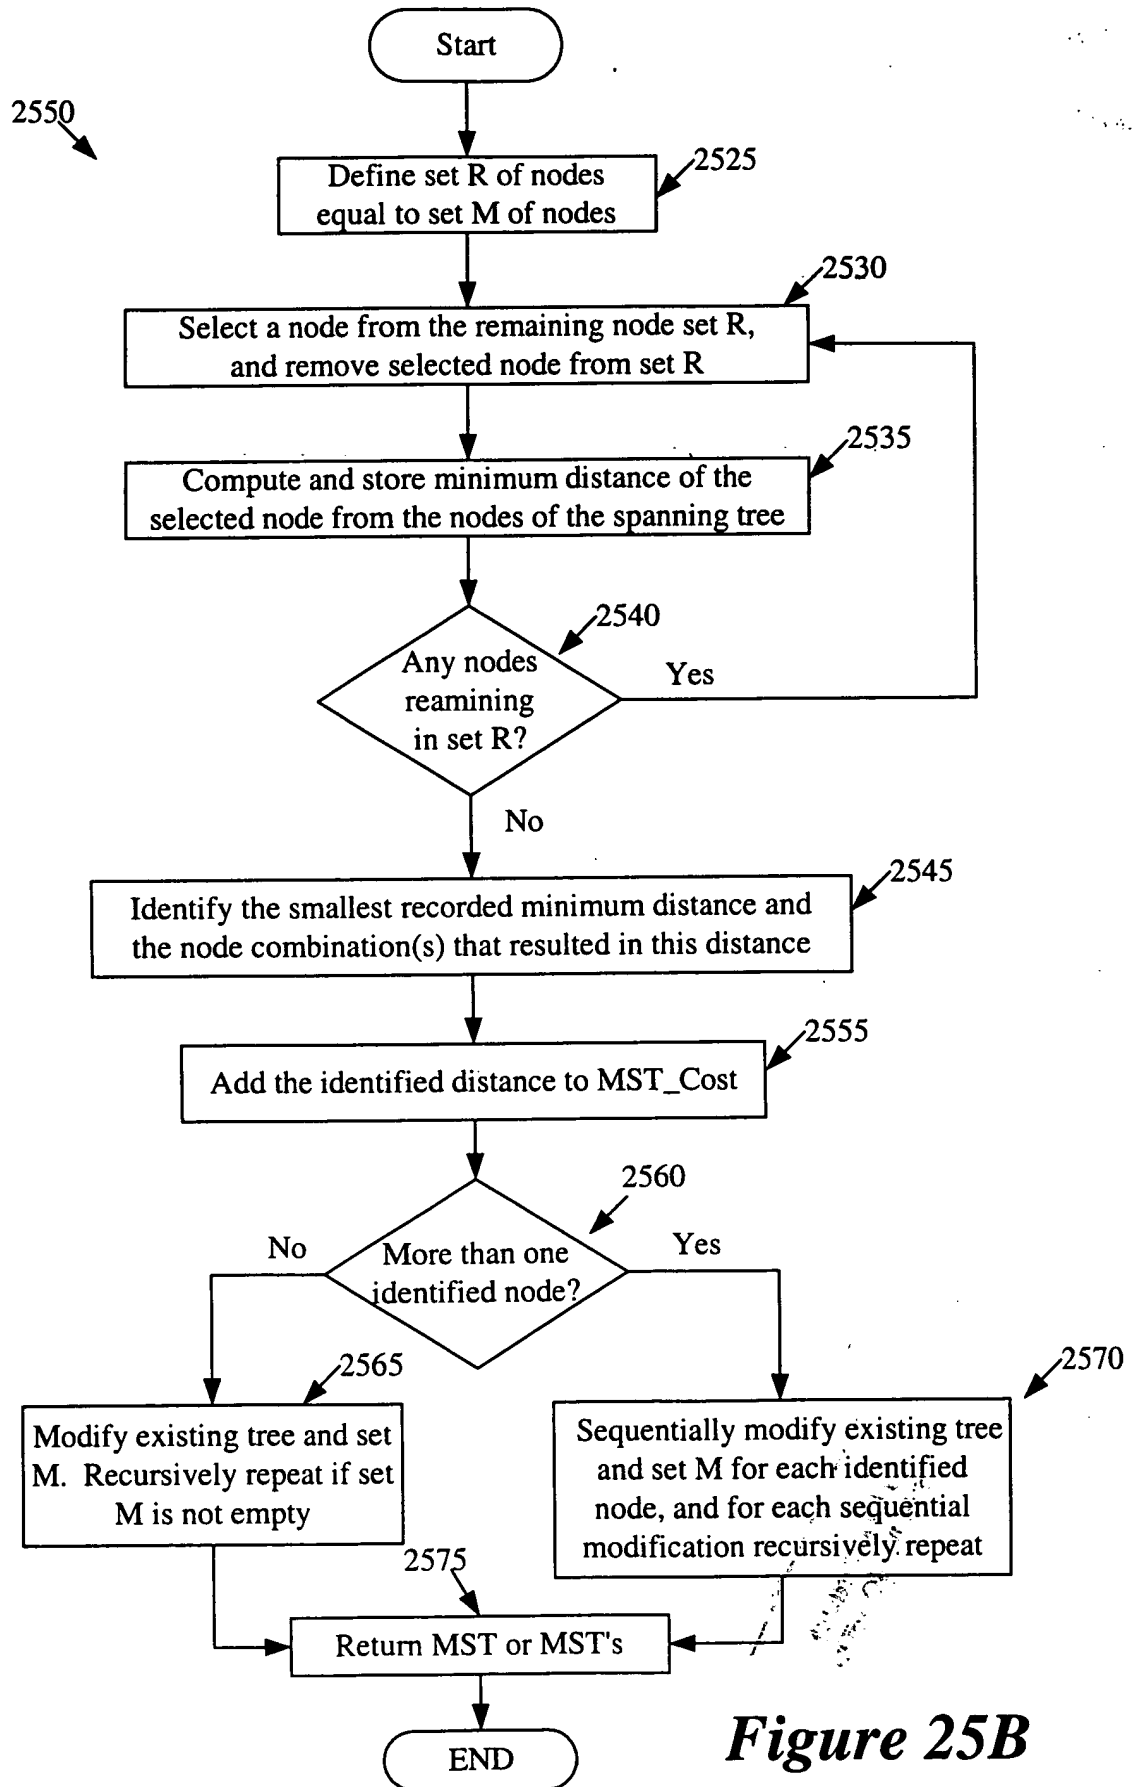 Start
2550
2525
Define set R of nodes
equal to set M of nodes
2530
Select a node from the remaining node set R,
and remove selected node from set R
2535
Compute and store minimum distance of the
selected node from the nodes of the spanning tree
2540
Any nodes
reamining
in set R?
Yes
No
2545
Identify the smallest recorded minimum distance and
the node combination(s) that resulted in this distance
2555
Add the identified distance to MST_Cost
2560
No
More than one
identified node?
Yes
2565
2570
Modify existing tree and set
M. Recursively repeat if set
M is not empty
Sequentially modify existing tree
and set M for each identified
node, and for each sequential
modification recursively repeat
2575
Return MST or MST's
END
Figure 25B